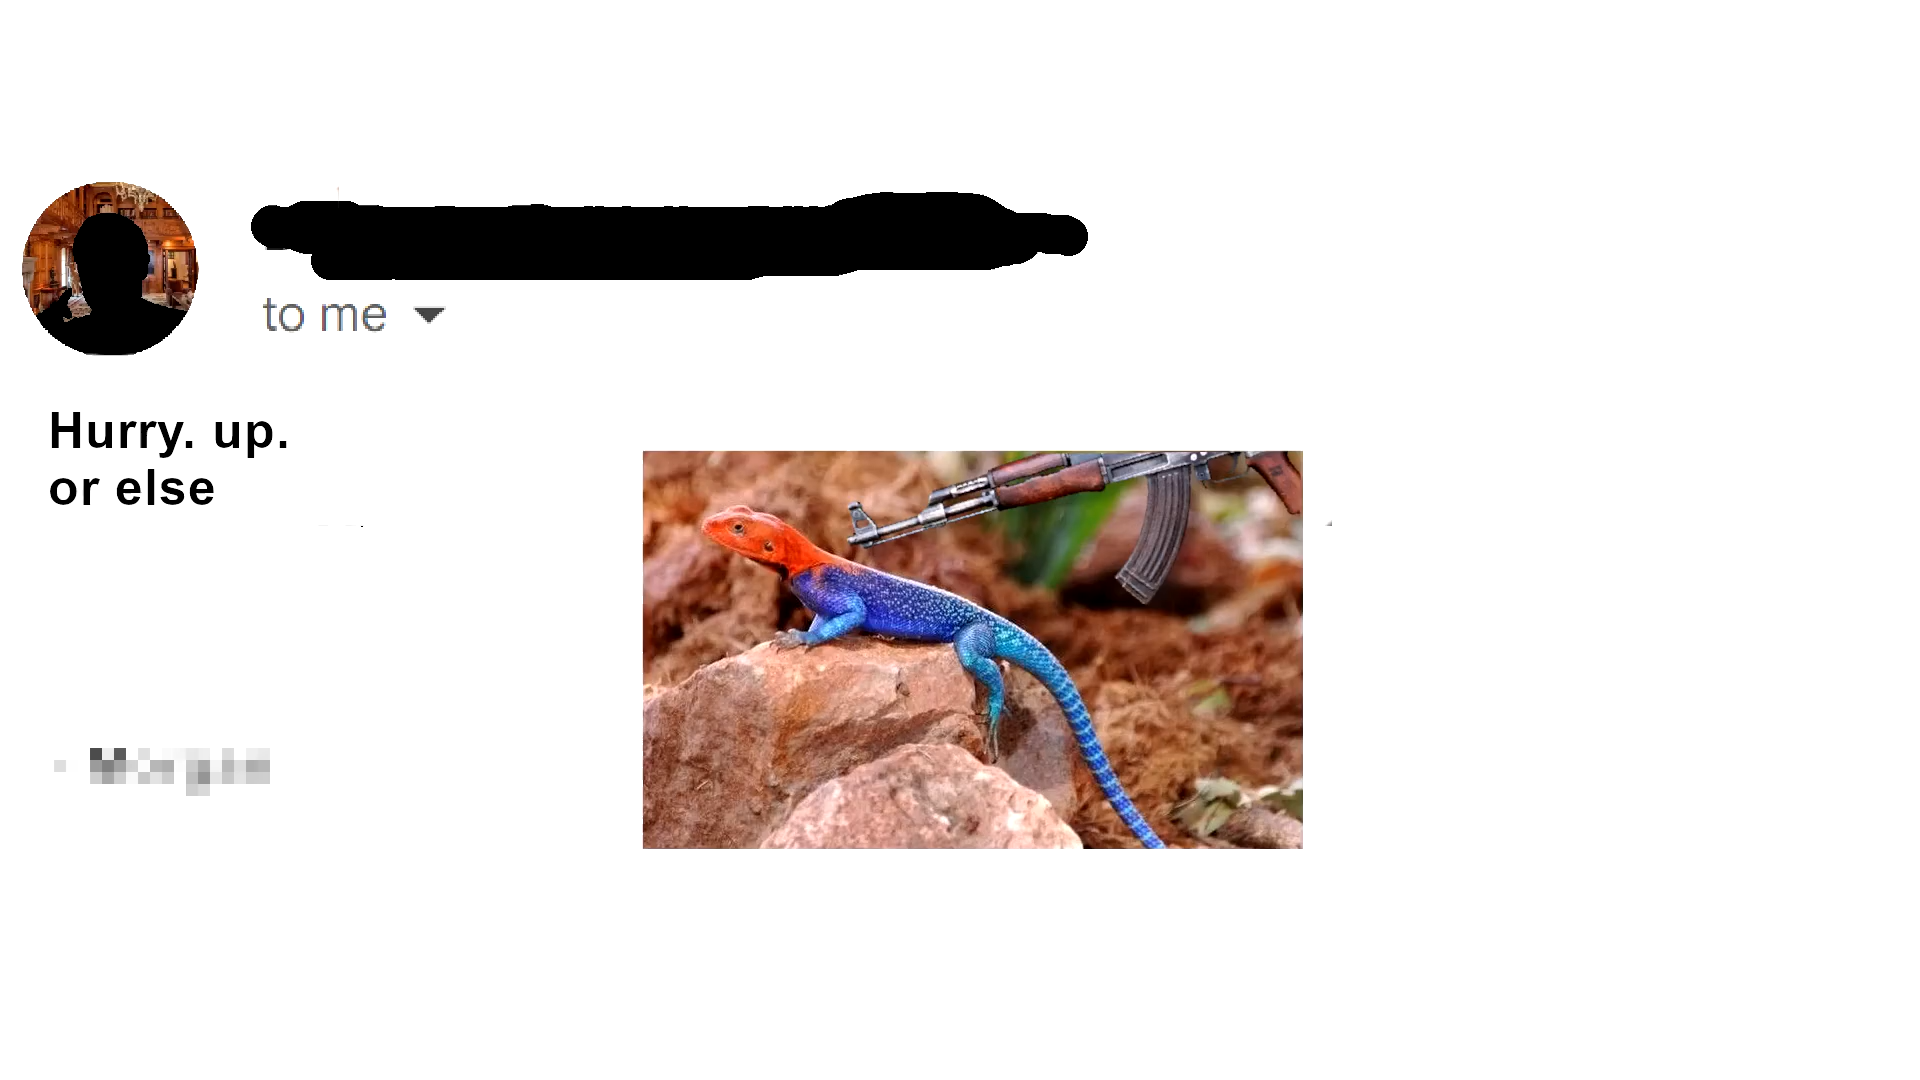 to me
Hurry. up.
or else